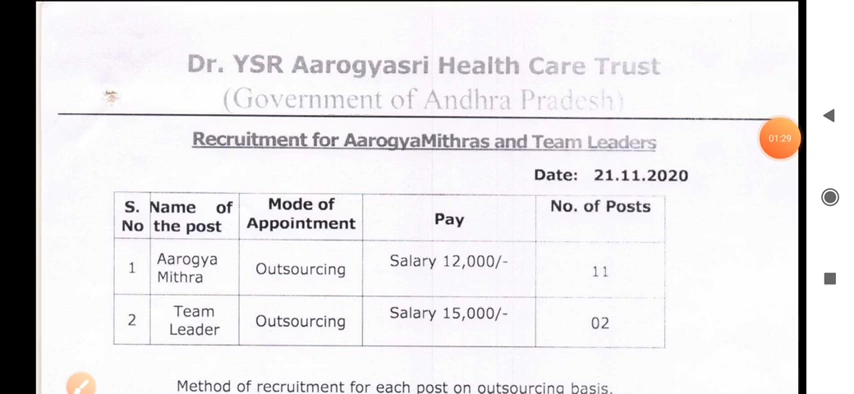 Dr. YSR Aarogyasri Health Care Trust
(Government of Andhra Pradesh)
Recruitment for AarogyaMithras and Team Leaders
01:29
Date: 21.11.2020
S. No Name of the post Mode of Appointment Pay No. of Posts
1 Aarogya Mithra Outsourcing Salary 12,000/- 11
2 Team Leader Outsourcing Salary 15,000/- 02
Method of recruitment for each post on outsourcing basis.